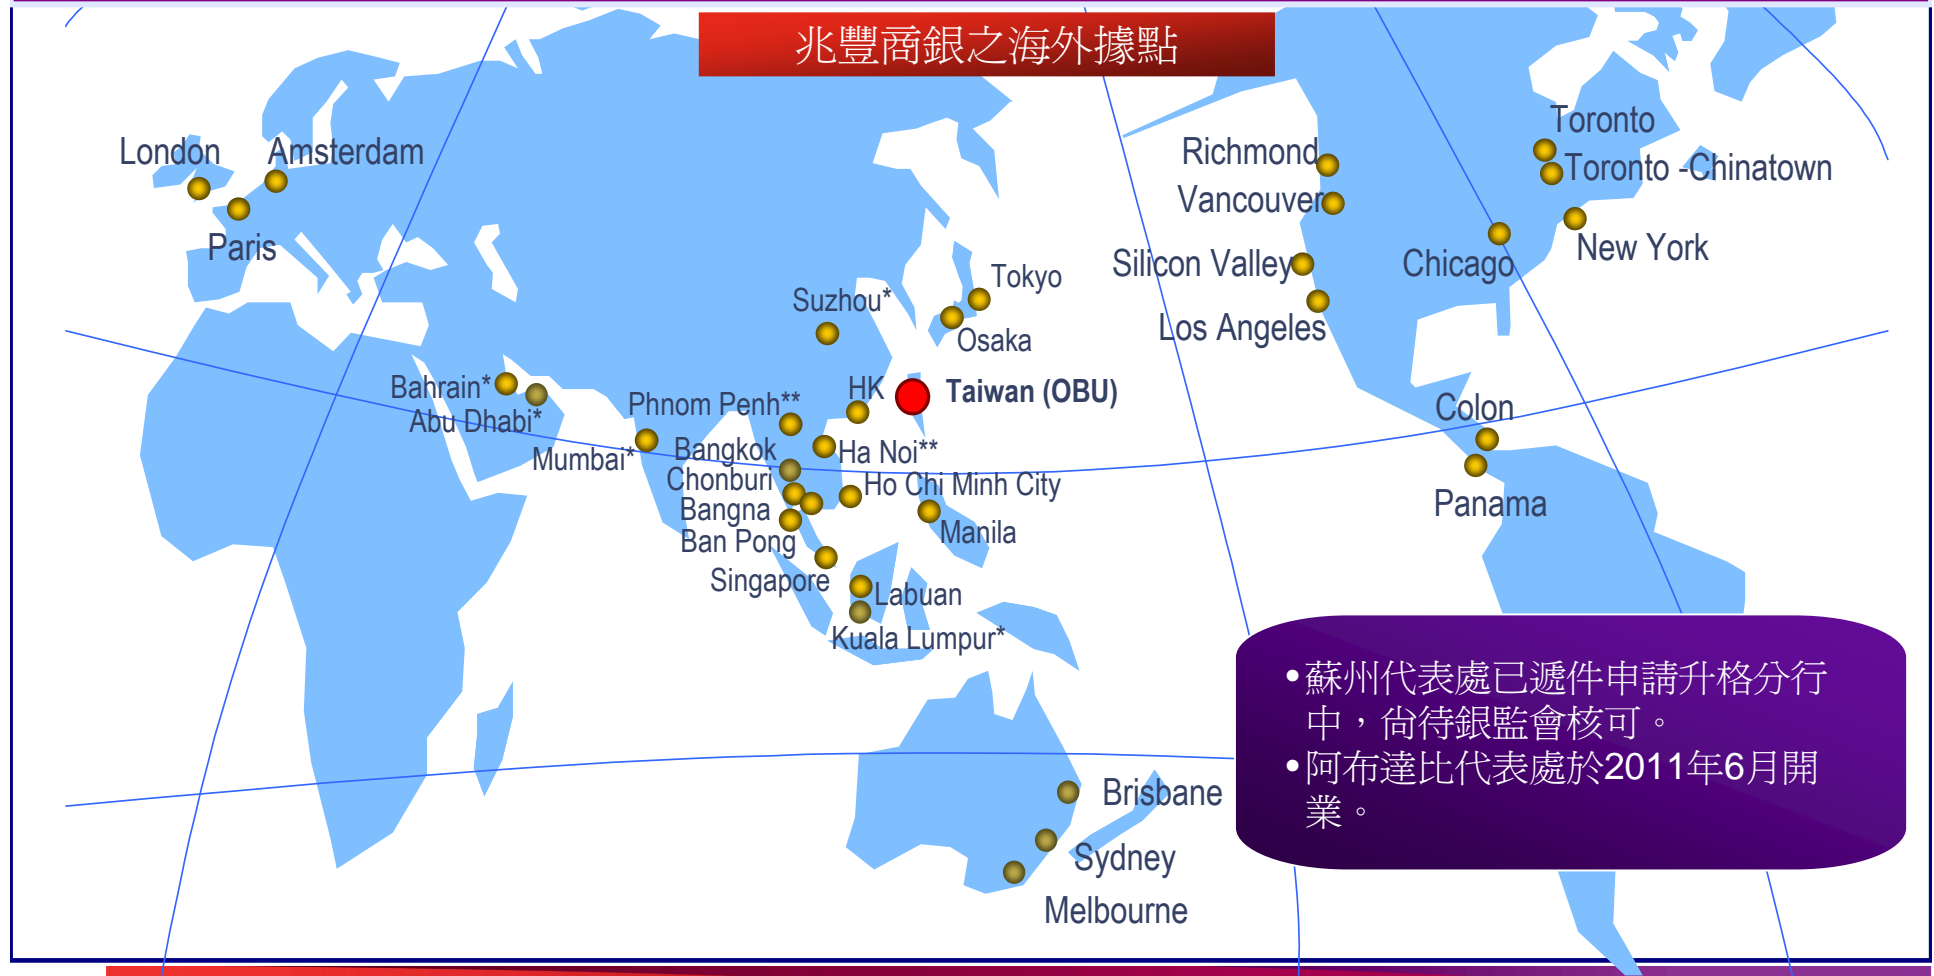 兆豐商銀之海外據點
London
Amsterdam
Paris
Richmond
Vancouver
Silicon Valley
Los Angeles
Toronto
Toronto -Chinatown
New York
Chicago
Tokyo
Suzhou*
Osaka
Bahrain*
Abu Dhabi*
Mumbai*
Phnom Penh**
HK
Taiwan (OBU)
Bangkok
Ha Noi**
Chonburi
Ho Chi Minh City
Bangna
Ban Pong
Manila
Singapore
Labuan
Kuala Lumpur*
Colon
Panama
•蘇州代表處已遞件申請升格分行
中，尚待銀監會核可。
•阿布達比代表處於2011年6月開
業。
Brisbane
Sydney
Melbourne